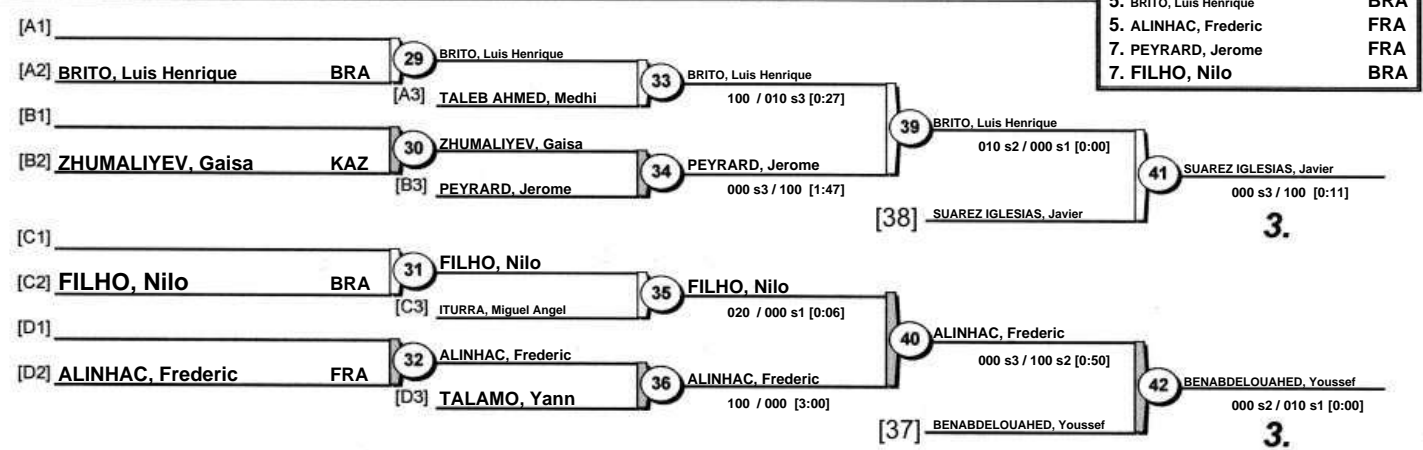 5. BRITO, Luis Henrique BRA
5. ALINHAC, Frederic FRA
7. PEYRARD, Jerome FRA
7. FILHO, Nilo BRA
[A1]
[A2] BRITO, Luis Henrique BRA
29
BRITO, Luis Henrique
[A3] TALEB AHMED, Medhi
33
BRITO, Luis Henrique
100 / 010 s3 [0:27]
[B1]
[B2] ZHUMALIYEV, Gaisa KAZ
30
ZHUMALIYEV, Gaisa
[B3] PEYRARD, Jerome
34
PEYRARD, Jerome
000 s3 / 100 [1:47]
39
BRITO, Luis Henrique
010 s2 / 000 s1 [0:00]
[38] SUAREZ IGLESIAS, Javier
41
SUAREZ IGLESIAS, Javier
000 s3 / 100 [0:11]
3.
[C1]
[C2] FILHO, Nilo BRA
31
FILHO, Nilo
[C3] ITURRA, Miguel Angel
35
FILHO, Nilo
020 / 000 s1 [0:06]
[D1]
[D2] ALINHAC, Frederic FRA
32
ALINHAC, Frederic
[D3] TALAMO, Yann
36
ALINHAC, Frederic
100 / 000 [3:00]
40
ALINHAC, Frederic
000 s3 / 100 s2 [0:50]
[37] BENABDELOUAHED, Youssef
42
BENABDELOUAHED, Youssef
000 s2 / 010 s1 [0:00]
3.